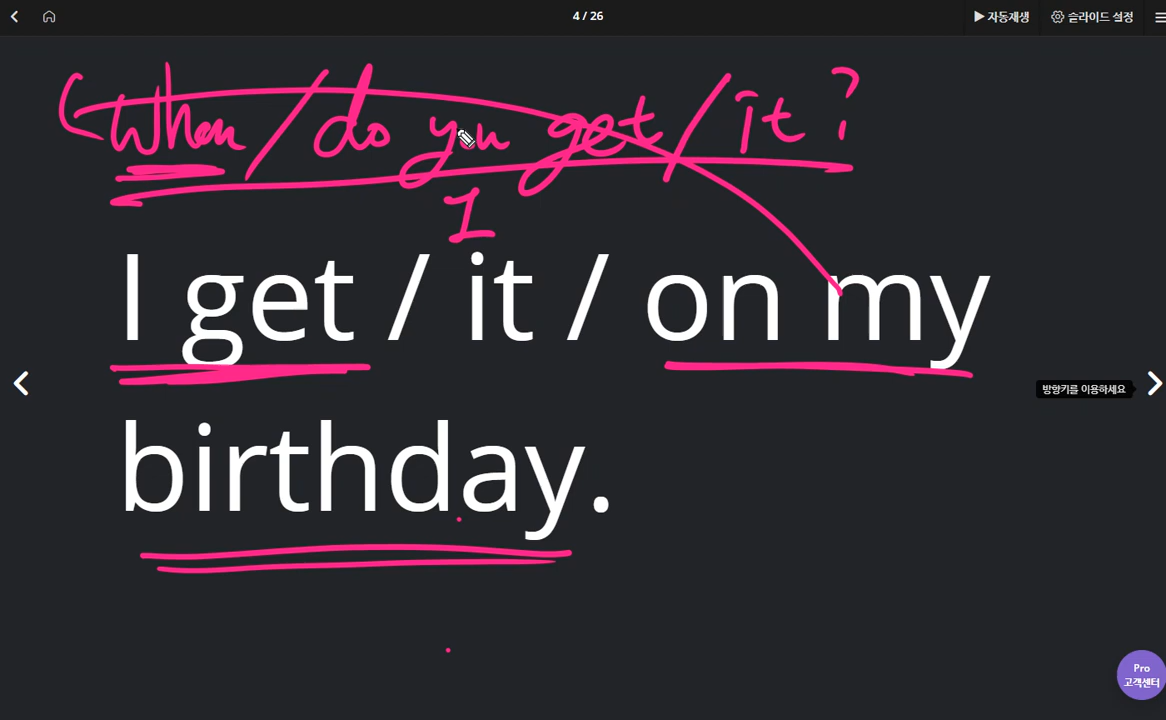 4 / 26
자동재생
슬라이드 설정
When / do you get / it ?
I
I get / it / on my
birthday.
방향키를 이용하세요
Pro
고객센터